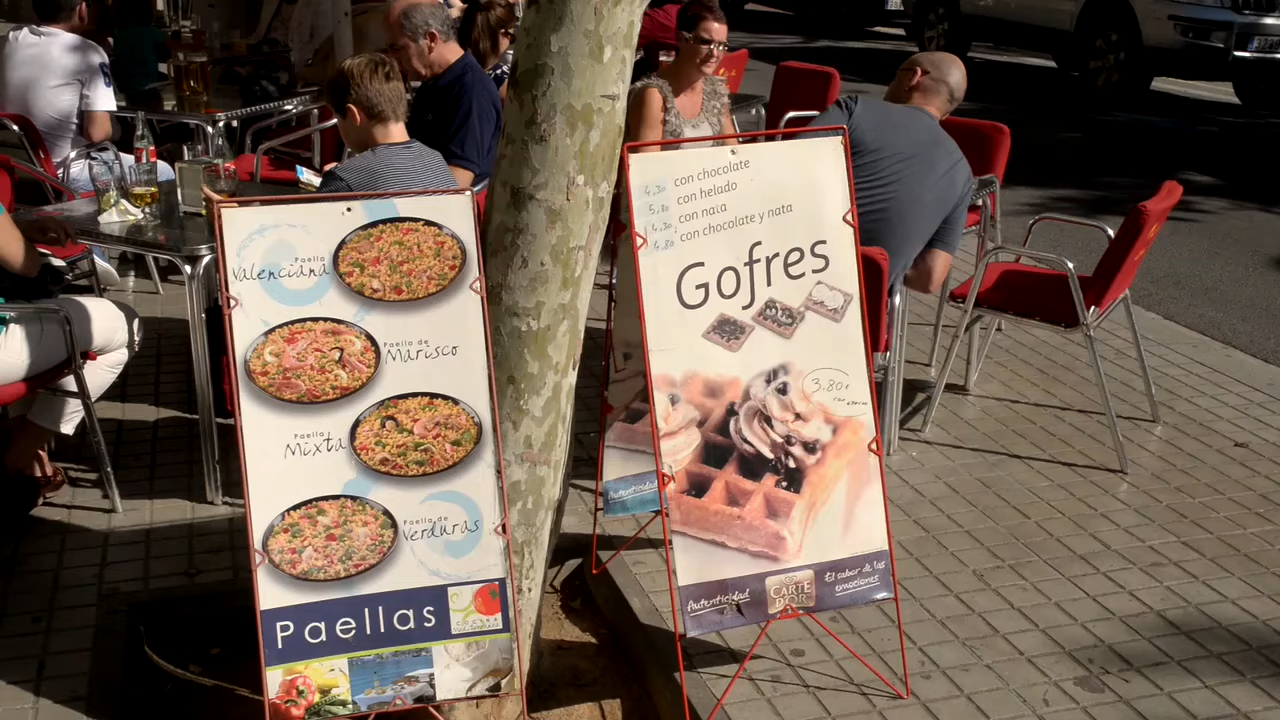 Paella
Valenciana
Paella de
Marisco
Paella
Mixta
Paella de
Verduras
Paellas
COCINA
4,30 con chocolate
5,80 con helado
4,30 con nata
4,80 con chocolate y nata
Gofres
3.80€
Autenticidad
Autenticidad
CARTE
D'OR
El sabor de las
emociones